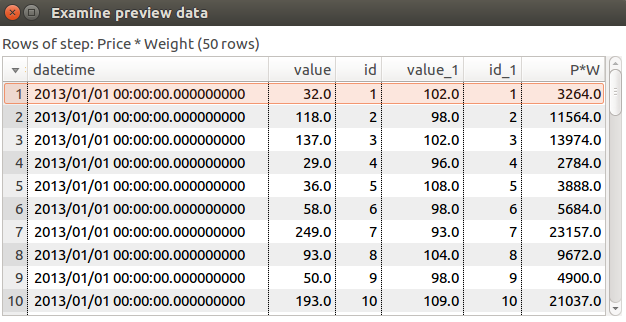 Examine preview data
Rows of step: Price * Weight (50 rows)
datetime value id value_1 id_1 P*W
1 2013/01/01 00:00:00.000000000 32.0 1 102.0 1 3264.0
2 2013/01/01 00:00:00.000000000 118.0 2 98.0 2 11564.0
3 2013/01/01 00:00:00.000000000 137.0 3 102.0 3 13974.0
4 2013/01/01 00:00:00.000000000 29.0 4 96.0 4 2784.0
5 2013/01/01 00:00:00.000000000 36.0 5 108.0 5 3888.0
6 2013/01/01 00:00:00.000000000 58.0 6 98.0 6 5684.0
7 2013/01/01 00:00:00.000000000 249.0 7 93.0 7 23157.0
8 2013/01/01 00:00:00.000000000 93.0 8 104.0 8 9672.0
9 2013/01/01 00:00:00.000000000 50.0 9 98.0 9 4900.0
10 2013/01/01 00:00:00.000000000 193.0 10 109.0 10 21037.0